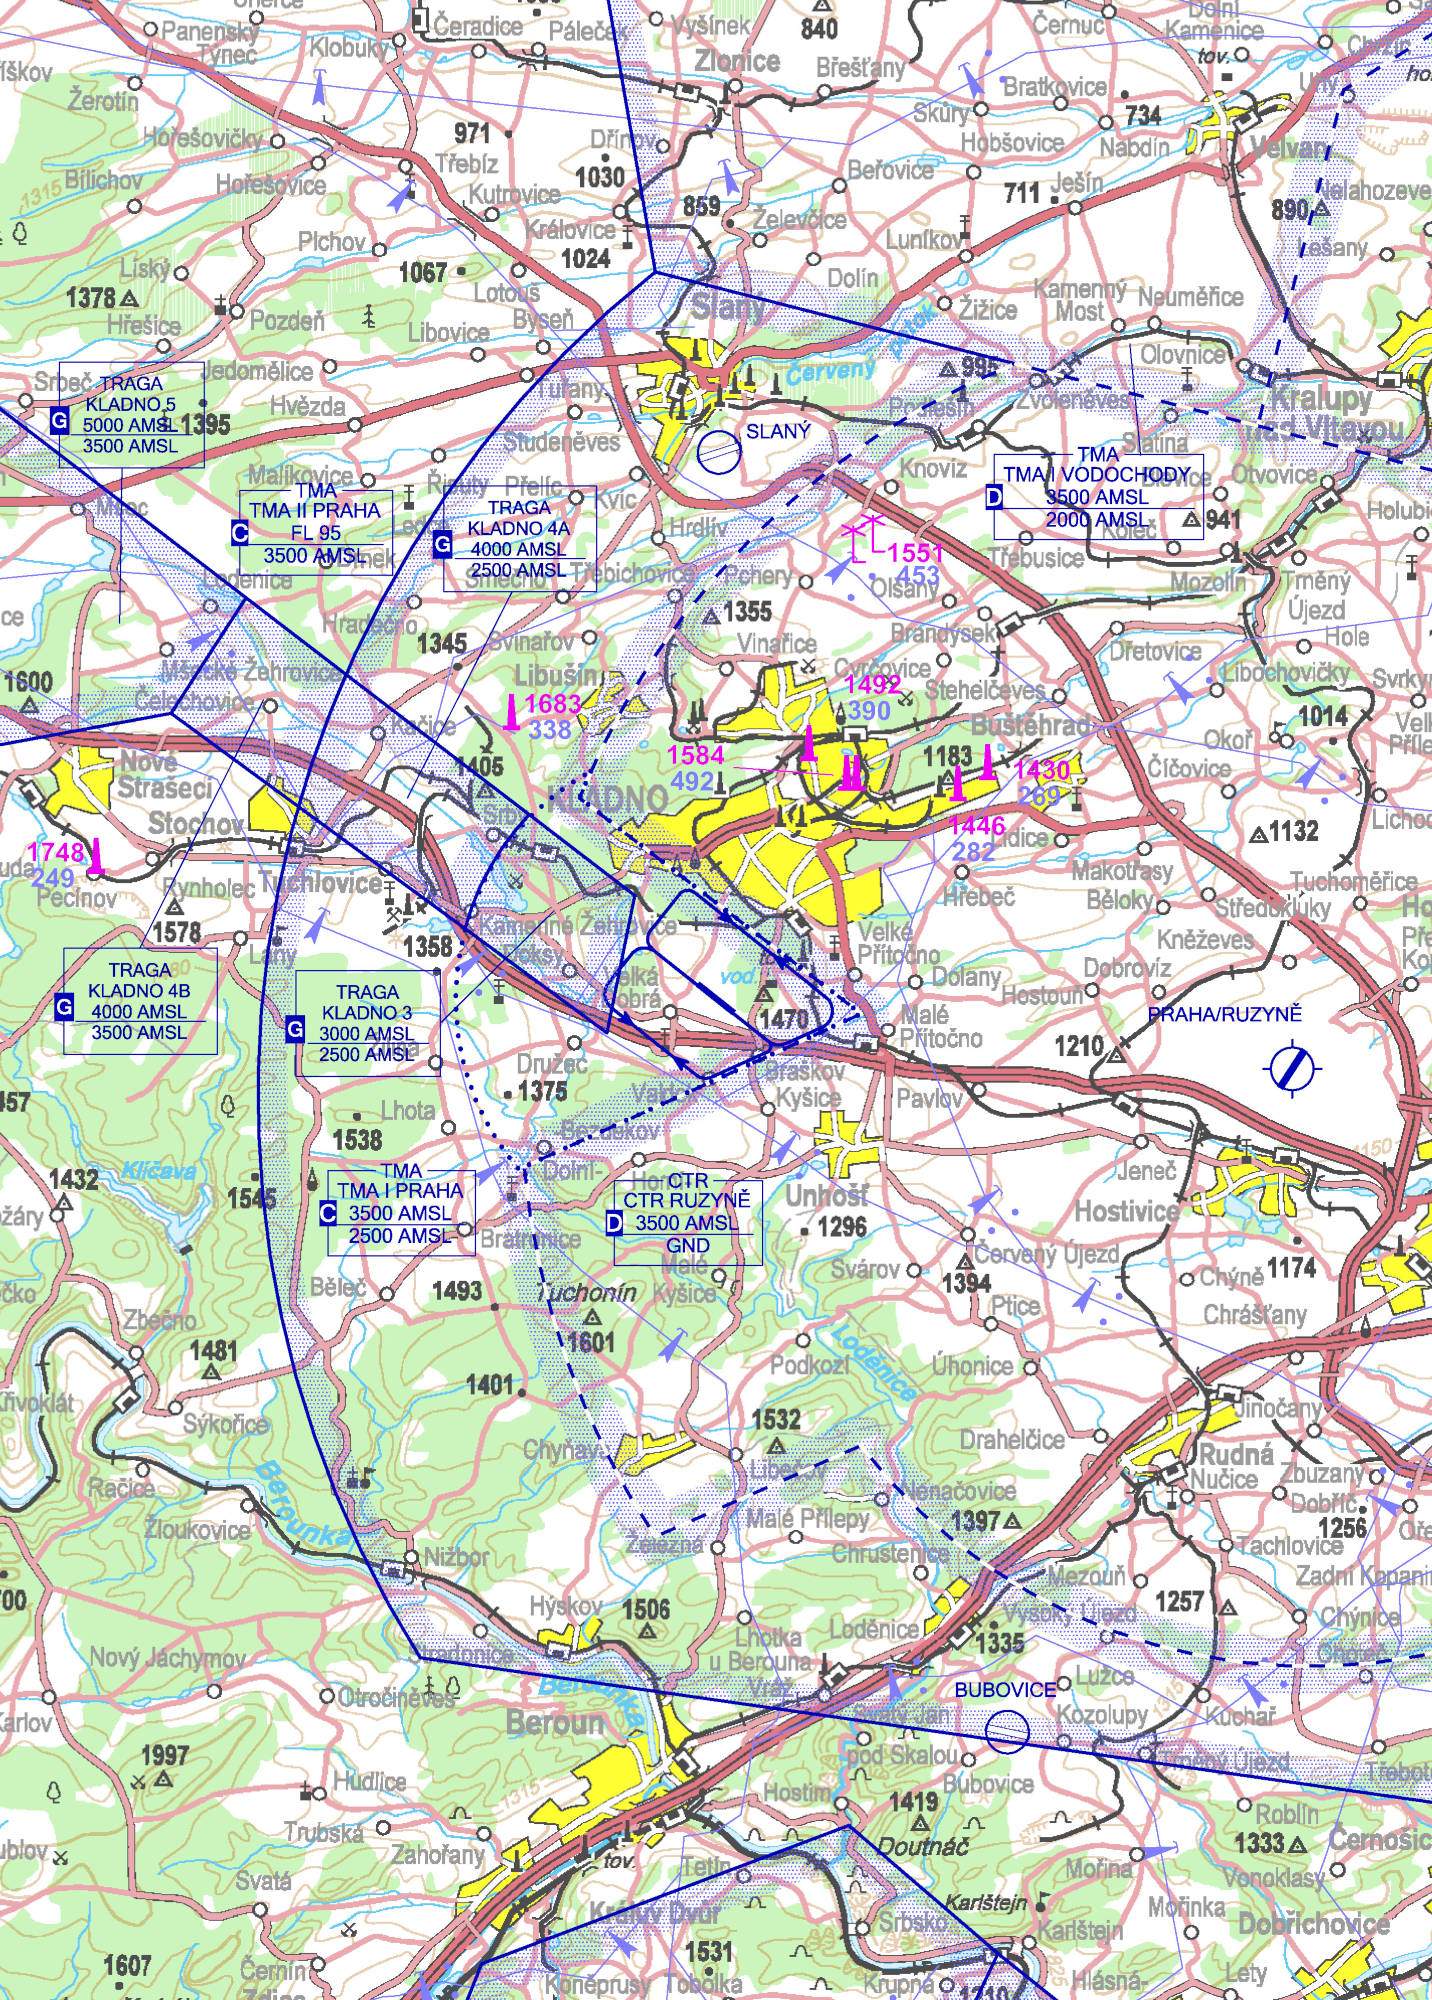 Panenský
Týnec
Klobuky
Čeradice
Páleček
Vyšínek
840
Černuc
Dolní
Kamenice
tov.
Zlonice
Břešťany
Bratkovice
Skůry
734
Žerotín
Hořešovičky
971
Třebíz
Dřínov
1030
Hobšovice
Nabdín
Bílichov
1315
Hořešovice
Kutrovice
Královice
859
Beřovice
Želevčice
711
Ješín
890
Plchov
1024
Luníkov
Lešany
Líský
1378
1067
Lotouš
Dolín
Kamenný
Most
Neuměřice
Hřešice
Pozdeň
Libovice
Byseň
Slaný
Žižice
Olovnice
Jedomělice
Červený
potok
995
Zvoleněves
Kralupy
nad Vltavou
Srbeč
TRAGA
KLADNO 5
5000 AMSL
3500 AMSL
G
1395
Hvězda
Tuřany
Studeněves
SLANÝ
Podlešín
Slatina
Otvovice
Malíkovice
Řisuty
Přelíc
Kvíc
Knovíz
TMA
TMA I VODOCHODY
3500 AMSL
2000 AMSL
D
941
Koleč
TMA
TMA II PRAHA
FL 95
3500 AMSL
C
TRAGA
KLADNO 4A
4000 AMSL
2500 AMSL
G
Hrdlív
Třebusice
1551
453
Smečno
Třebichovice
Pchery
Olšany
Mozolín
Trněný
Újezd
Hole
Loděnice
Hradečno
1345
Svinařov
1355
Vinařice
Brandýsek
Dřetovice
Libochovičky
1600
Mšecké Žehrovice
Čelechovice
Libušín
Cvrčovice
Stehelčeves
1683
338
1492
390
Buštěhrad
1014
Okoř
Kačice
1405
1584
492
1183
1430
269
Číčovice
Nové
Strašecí
KLADNO
Srby
Stochov
1748
249
1446
282
1132
Pecínov
Rynholec
Tuchlovice
Lidice
Makotřasy
Hřebeč
Běloky
Tuchoměřice
Středokluky
1578
Lány
1358
Kamenné Žehrovice
Doksy
Velká
Dobrá
vod.
Velké
Přítočno
Dolany
Kněževes
Dobrovíz
Hostouň
TRAGA
KLADNO 4B
4000 AMSL
3500 AMSL
G
TRAGA
KLADNO 3
3000 AMSL
2500 AMSL
G
1470
Malé
Přítočno
PRAHA/RUZYNĚ
1210
Družec
1375
Braškov
Kyšice
Pavlov
Lhota
1538
1150
Klíčava
1432
1545
TMA
TMA I PRAHA
3500 AMSL
2500 AMSL
C
Bezděkov
Dolní
CTR
CTR RUZYNĚ
3500 AMSL
GND
D
Unhošť
1296
Jeneč
Hostivice
Bratronice
Malé
Kyšice
Svárov
Červený Újezd
1394
Chýně
1174
Běleč
1493
Tuchonín
1601
Ptice
Chrášťany
Zbečno
1481
1401
Podkozí
Loděnice
Úhonice
Křivoklát
Sýkořice
Chyňava
1532
Libečov
Drahelčice
Jinočany
Rudná
Nučice
Zbuzany
Račice
Berounka
Žloukovice
Malé Přílepy
Nenačovice
1397
Dobříč
1256
Železná
Chrustenice
Tachlovice
Nižbor
Mezouň
Zadní Kopanina
Hýskov
1506
Vysoký Újezd
1257
Chýnice
Nový Jáchymov
Stradonice
Lhotka
u Berouna
Loděnice
1335
Otročiněves
Berounka
Vráž
BUBOVICE
Lužce
Beroun
Svatý Jan
pod Skalou
Kozolupy
Kuchař
1315
1997
Trněný Újezd
Hudlice
1315
Hostim
Bubovice
1419
Doutnáč
Roblín
1333
Trubská
Zahořany
tov.
Tetín
Mořina
Vonoklasy
Svatá
Králův Dvůr
Karlštejn
Srbsko
Karlštejn
Mořinka
Dobřichovice
1607
Černín
1531
Koněprusy
Tobolka
Krupná
1210
Hlásná
Lety